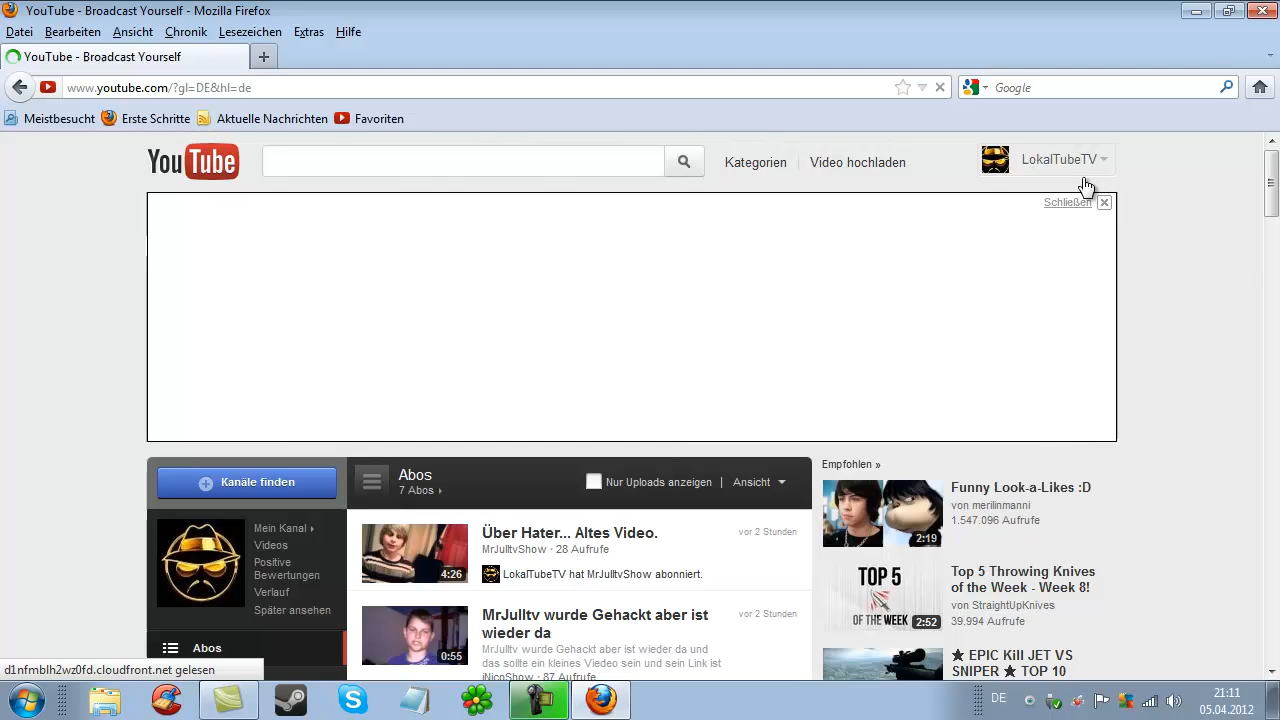 YouTube - Broadcast Yourself - Mozilla Firefox
Datei Bearbeiten Ansicht Chronik Lesezeichen Extras Hilfe
YouTube - Broadcast Yourself
www.youtube.com/?gl=DE&hl=de
Google
Meistbesucht Erste Schritte Aktuelle Nachrichten Favoriten
YouTube
Kategorien | Video hochladen
LokalTubeTV
Schließen
Kanäle finden
Mein Kanal
Videos
Positive
Bewertungen
Verlauf
Später ansehen
Abos
Abos
7 Abos
Nur Uploads anzeigen | Ansicht
4:26
Über Hater... Altes Video.
vor 2 Stunden
MrJulltvShow · 28 Aufrufe
LokalTubeTV hat MrJulltvShow abonniert.
0:55
MrJulltv wurde Gehackt aber ist
wieder da
vor 2 Stunden
MrJulltv wurde Gehackt aber ist wieder da und
das sollte ein kleines Viedeo sein und sein Link ist
iNicoShow · 87 Aufrufe
Empfohlen »
2:19
Funny Look-a-Likes :D
von merilinmanni
1.547.096 Aufrufe
TOP 5
OF THE WEEK
2:52
Top 5 Throwing Knives
of the Week - Week 8!
von StraightUpKnives
39.994 Aufrufe
★ EPIC Kill JET VS
SNIPER ★ TOP 10
d1nfmblh2wz0fd.cloudfront.net gelesen
DE
21:11
05.04.2012